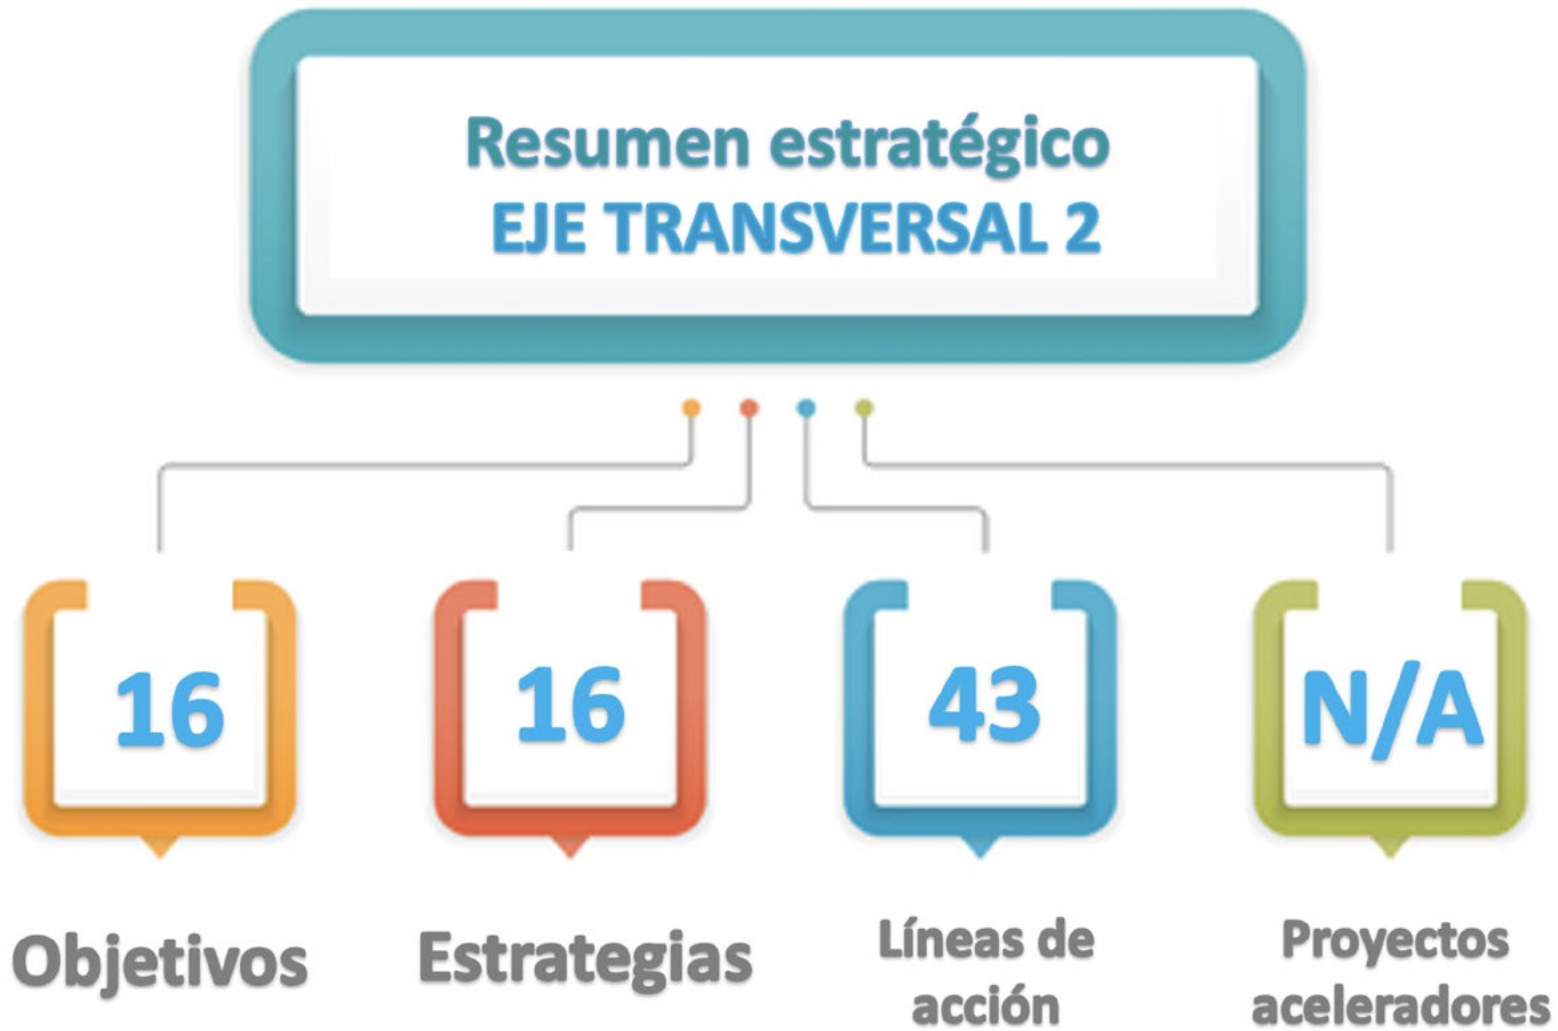 Resumen estratégico
EJE TRANSVERSAL 2
16
Objetivos
16
Estrategias
43
Líneas de
acción
N/A
Proyectos
aceleradores